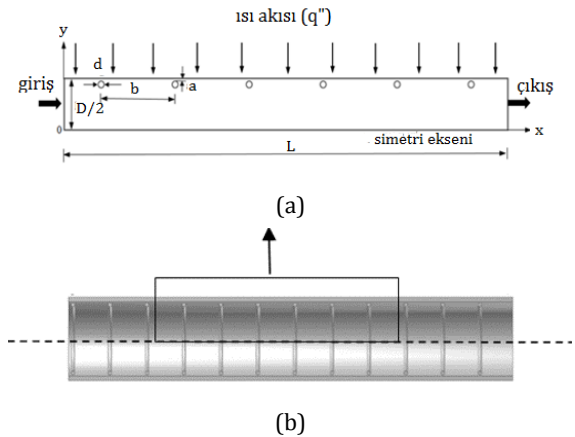 ısı akısı (q")
y
d
b
a
giriş
D/2
çıkış
0
x
L
simetri ekseni
(a)
(b)